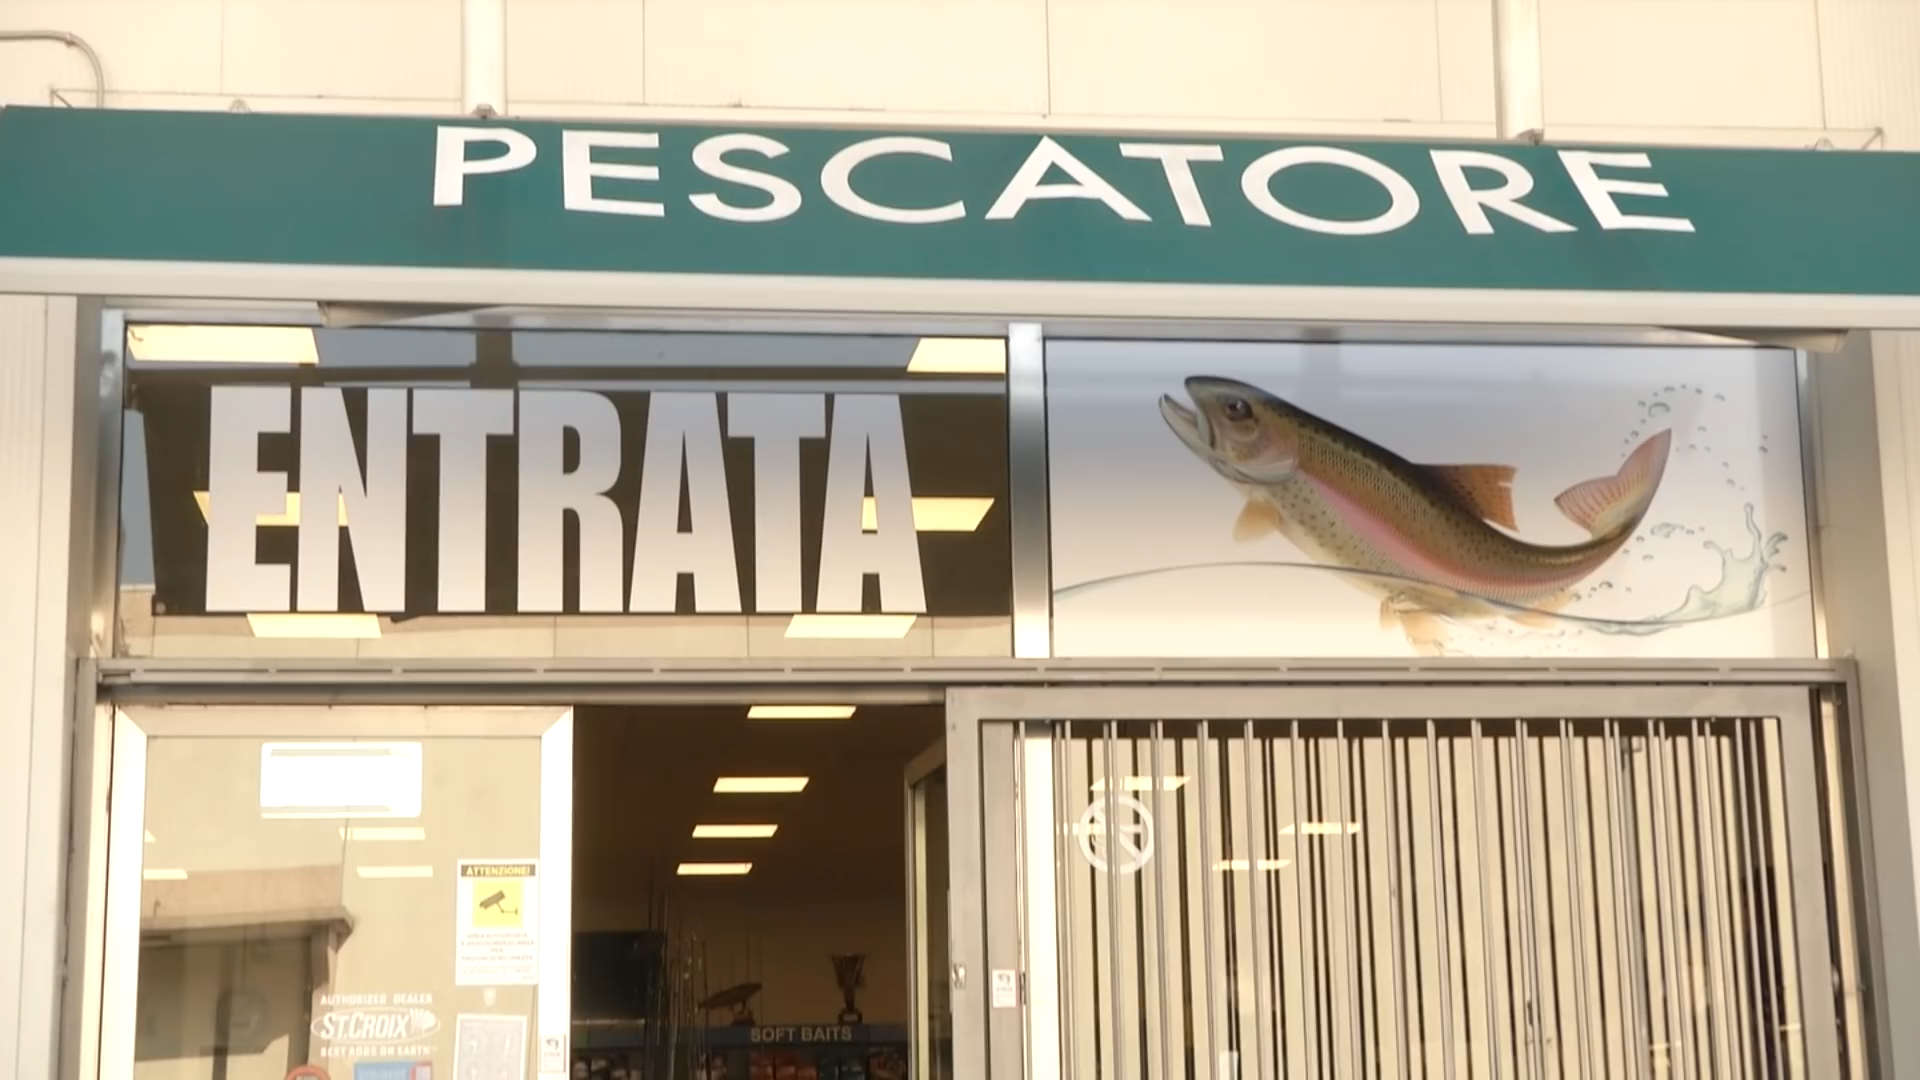 PESCATORE
ENTRATA
ATTENZIONE!
AUTHORIZED DEALER
ST.CROIX
BEST RODS ON EARTH
SOFT BAITS